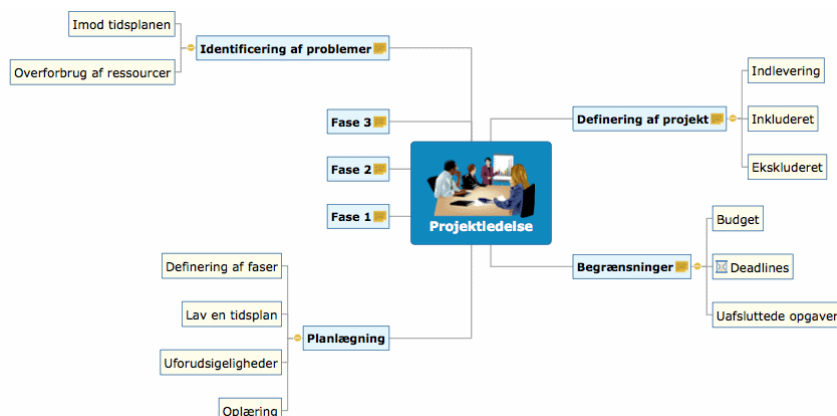 Imod tidsplanen
Identificering af problemer
Overforbrug af ressourcer
Fase 3
Fase 2
Fase 1
Definering af faser
Lav en tidsplan
Planlægning
Uforudsigeligheder
Oplæring
Projektledelse
Indlevering
Definering af projekt
Inkluderet
Ekskluderet
Budget
Begrænsninger
Deadlines
Uafsluttede opgaver